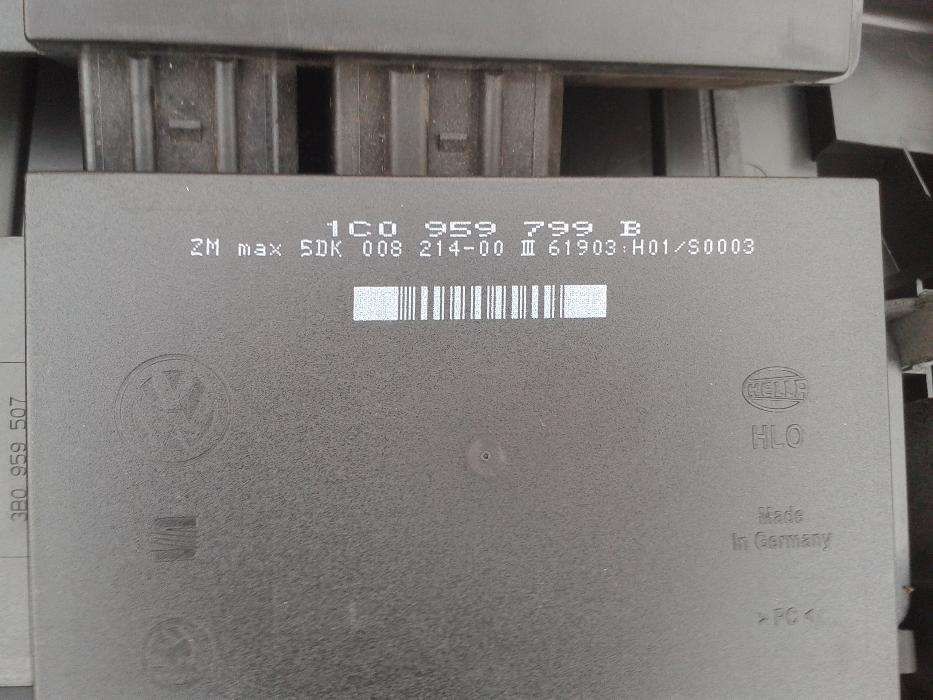 1C0 959 799 B
ZM max 5DK 008 214-00 III 61903:H01/S0003
HELLA
HLO
Made
In Germany
>PC<
3B0 959 507